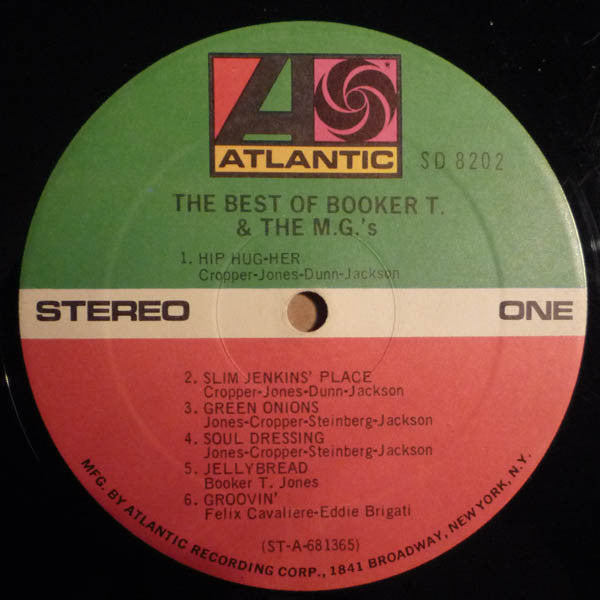 ATLANTIC
SD 8202
THE BEST OF BOOKER T.
& THE M.G.'s
1. HIP HUG-HER
Cropper-Jones-Dunn-Jackson
STEREO
ONE
2. SLIM JENKINS' PLACE
Cropper-Jones-Dunn-Jackson
3. GREEN ONIONS
Jones-Cropper-Steinberg-Jackson
4. SOUL DRESSING
Jones-Cropper-Steinberg-Jackson
5. JELLYBREAD
Booker T. Jones
6. GROOVIN'
Felix Cavaliere-Eddie Brigati
(ST-A-681365)
MFG. BY ATLANTIC RECORDING CORP., 1841 BROADWAY, NEW YORK, N.Y.